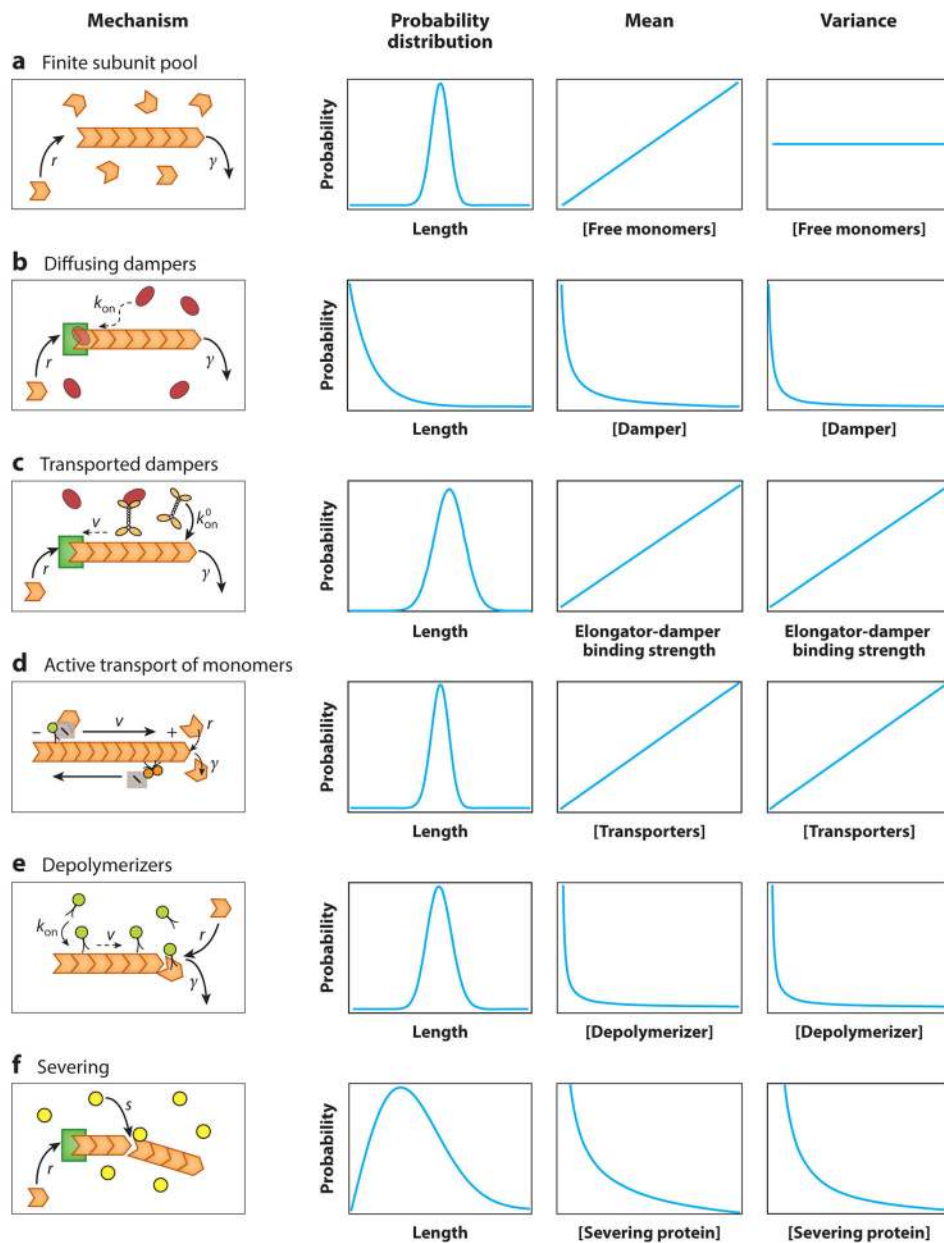 Mechanism
Probability
distribution
Mean
Variance
a Finite subunit pool
r
γ
Probability
Length
[Free monomers]
[Free monomers]
b Diffusing dampers
k_on
r
γ
Probability
Length
[Damper]
[Damper]
c Transported dampers
v
k_on^0
r
γ
Probability
Length
Elongator-damper
binding strength
Elongator-damper
binding strength
d Active transport of monomers
– v + r
γ
Probability
Length
[Transporters]
[Transporters]
e Depolymerizers
k_on
v
r
γ
Probability
Length
[Depolymerizer]
[Depolymerizer]
f Severing
s
r
Probability
Length
[Severing protein]
[Severing protein]